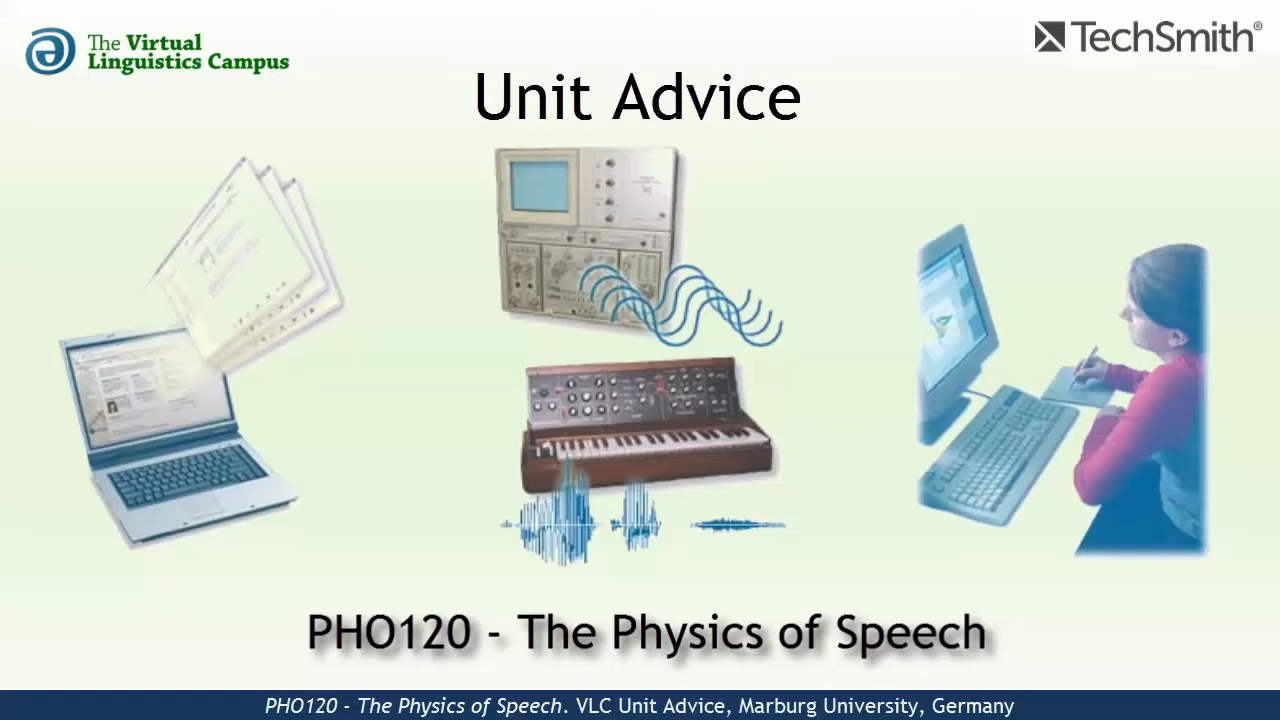 The Virtual
Linguistics Campus
TechSmith®
Unit Advice
PHO120 - The Physics of Speech
PHO120 - The Physics of Speech. VLC Unit Advice, Marburg University, Germany